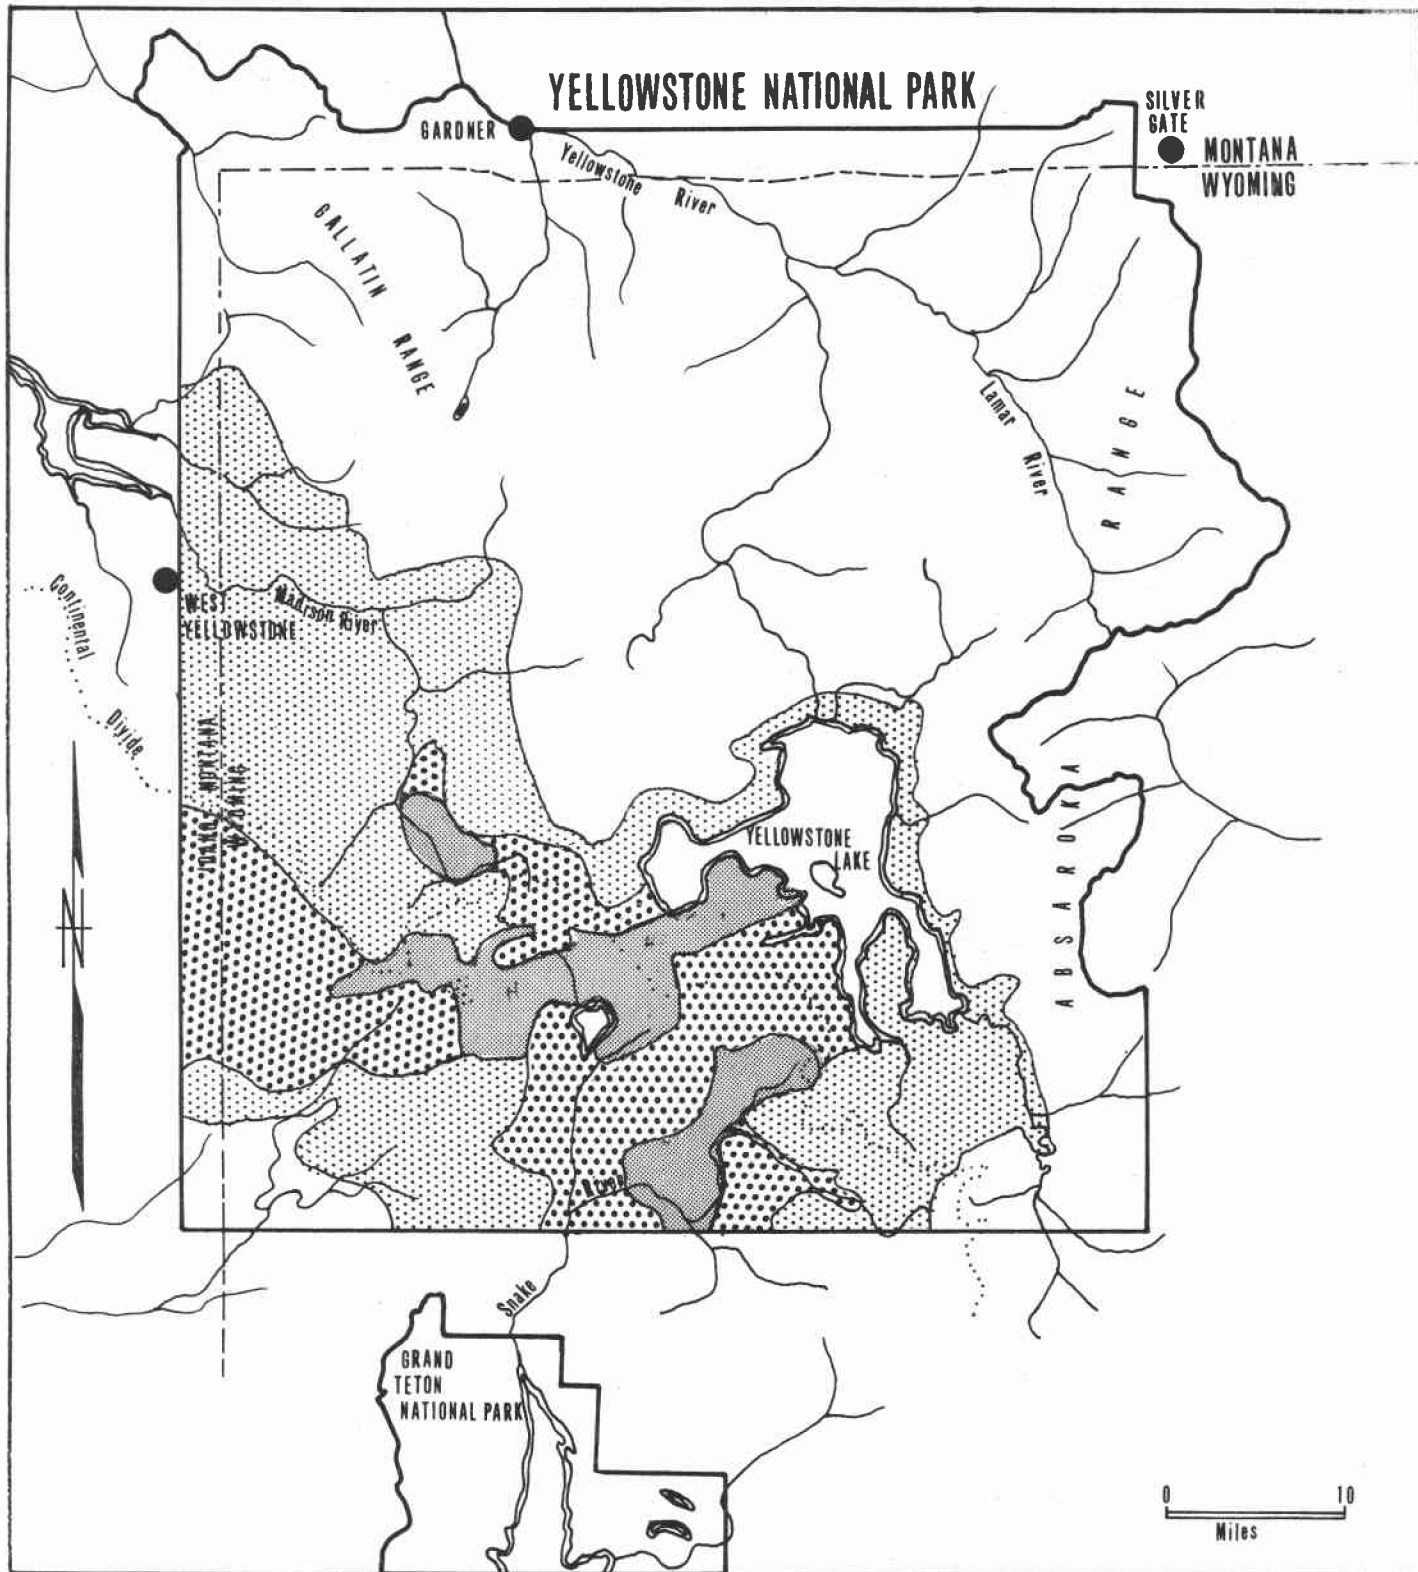 YELLOWSTONE NATIONAL PARK
SILVER
GATE
GARDNER
MONTANA
WYOMING
Yellowstone
River
GALLATIN
RANGE
Lamar
River
RANGE
Continental
Divide
WEST
YELLOWSTONE
Madison River
MONTANA
WYOMING
YELLOWSTONE
LAKE
ABSAROKA
N
River
Snake
GRAND
TETON
NATIONAL PARK
0 10
Miles